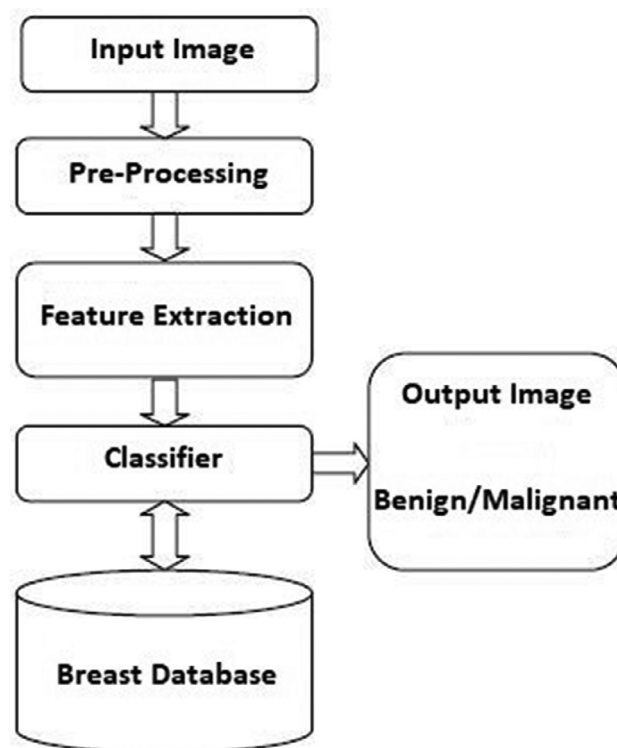 Input Image
Pre-Processing
Feature Extraction
Classifier
Output Image
Benign/Malignant
Breast Database